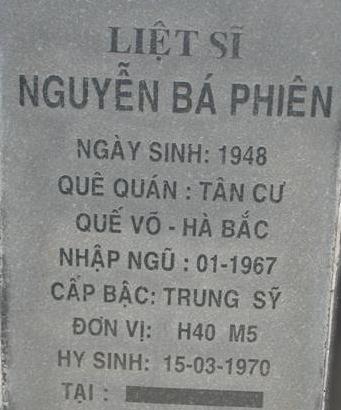 LIỆT SĨ
NGUYỄN BÁ PHIÊN
NGÀY SINH: 1948
QUÊ QUÁN : TÂN CƯ
QUẾ VÕ - HÀ BẮC
NHẬP NGŨ : 01-1967
CẤP BẬC: TRUNG SỸ
ĐƠN VỊ: H40 M5
HY SINH: 15-03-1970
TẠI :